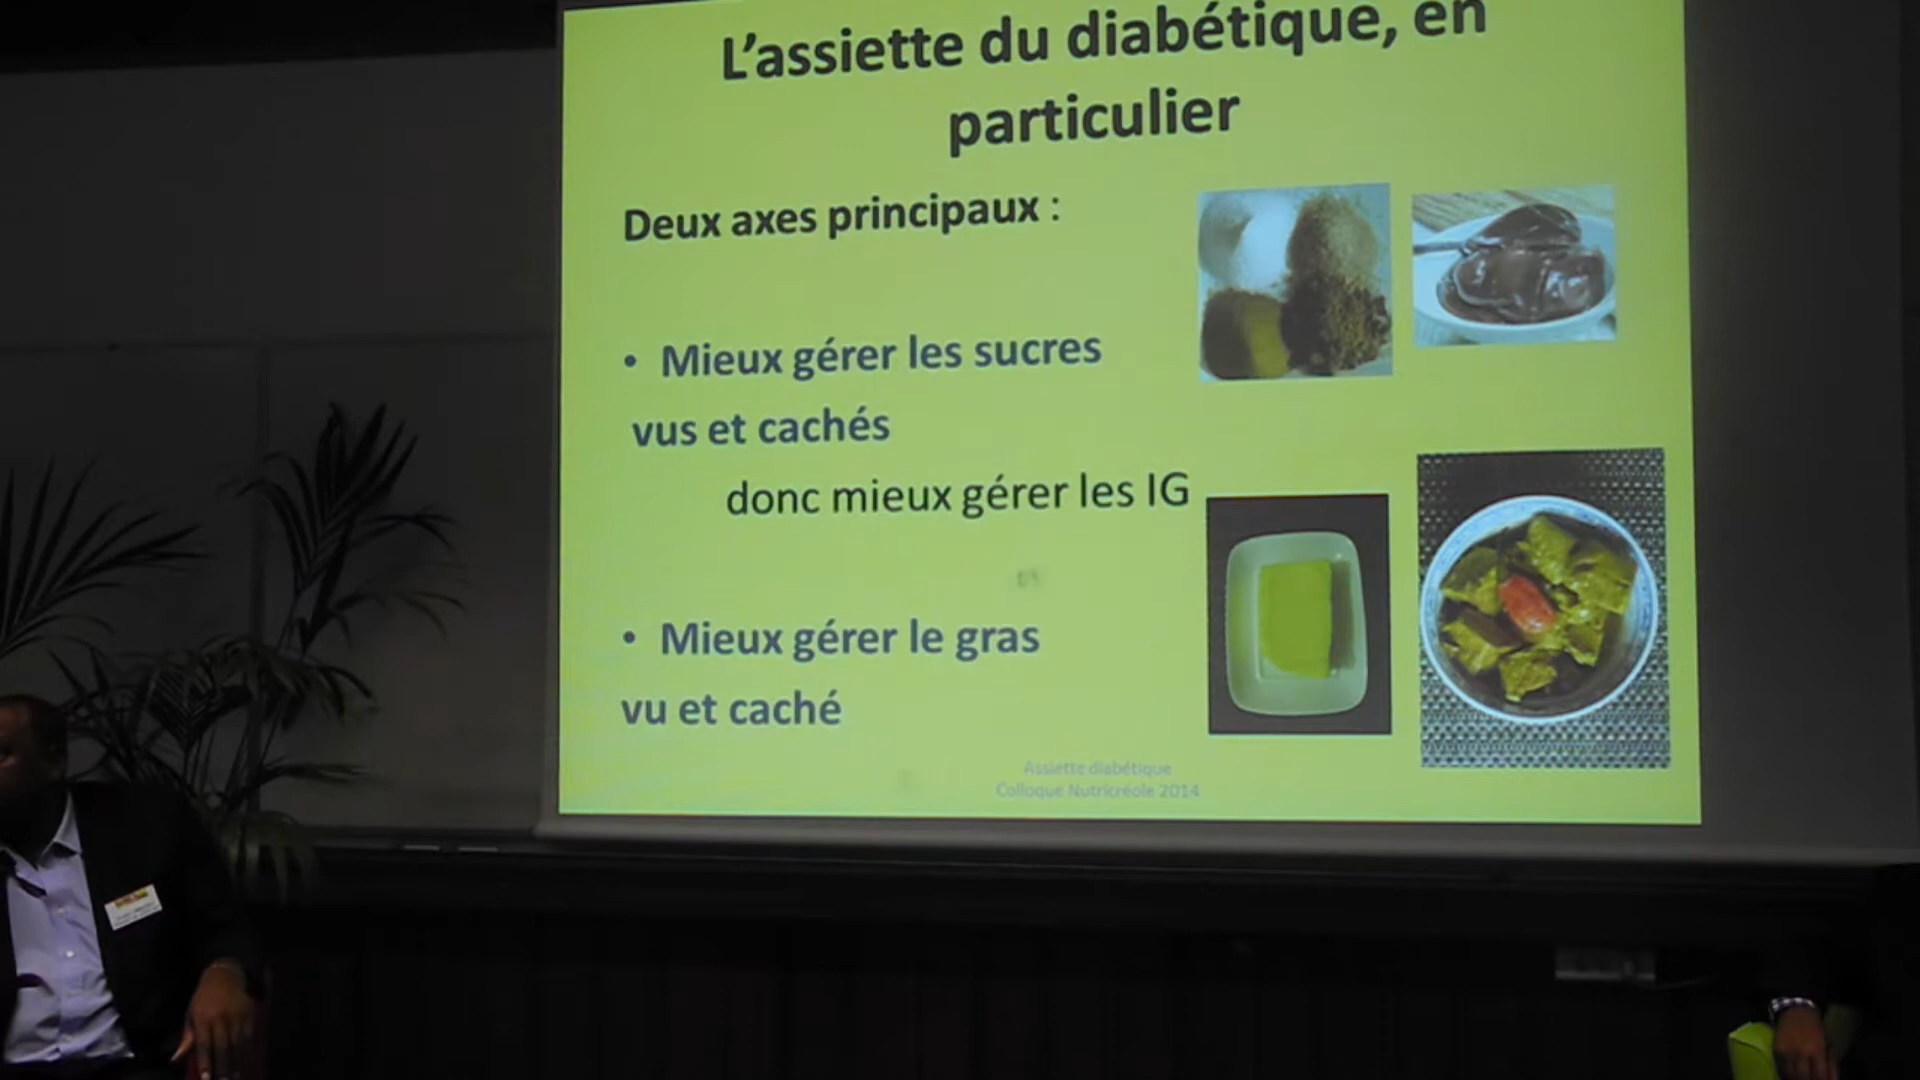 L'assiette du diabétique, en
particulier
Deux axes principaux :
• Mieux gérer les sucres
vus et cachés
donc mieux gérer les IG
• Mieux gérer le gras
vu et caché
Assiette diabétique
Colloque Nutricréole 2014